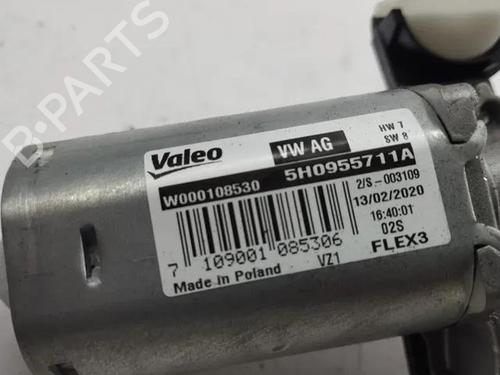 Valeo
VW AG
HW 7
SW 8
W000108530
5H0955711A
2/S-003109
13/02/2020
16:40:01
02S
7 109001 085306
VZ1
FLEX3
Made in Poland
B-PARTS